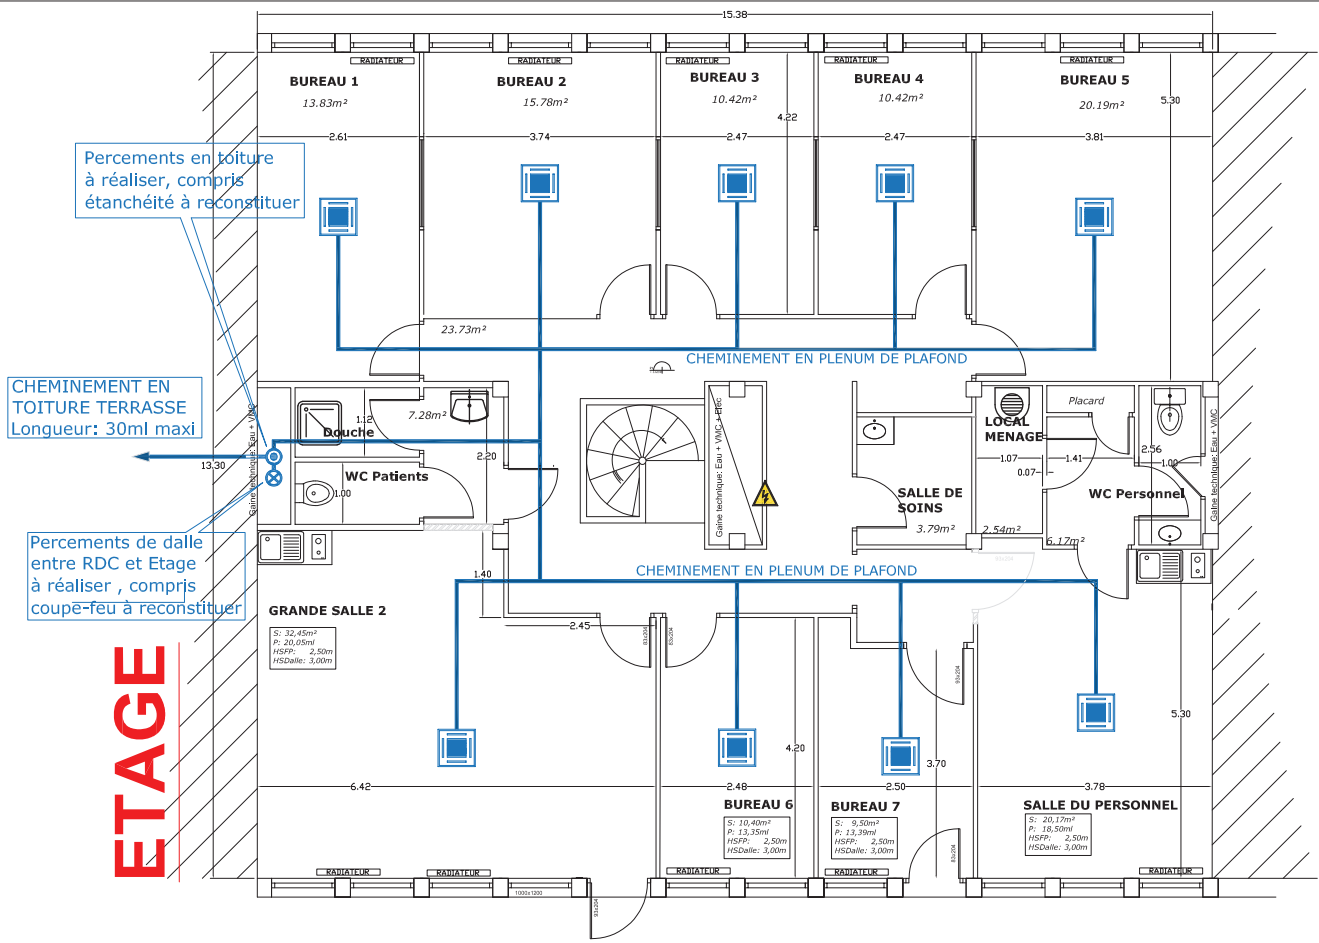 15.38
RADIATEUR
RADIATEUR
RADIATEUR
RADIATEUR
RADIATEUR
BUREAU 1
13.83m²
BUREAU 2
15.78m²
BUREAU 3
10.42m²
BUREAU 4
10.42m²
BUREAU 5
20.19m²
4.22
5.30
2.61
3.74
2.47
2.47
3.81
Percements en toiture
à réaliser, compris
étanchéité à reconstituer
23.73m²
CHEMINEMENT EN PLENUM DE PLAFOND
CHEMINEMENT EN
TOITURE TERRASSE
Longueur: 30ml maxi
13.30
Gaine technique: Eau + VMC
1.12
Douche
7.28m²
2.20
WC Patients
1.00
Gaine technique: Eau + VMC + Elec
LOCAL
MENAGE
Placard
1.07
0.07
1.41
2.56
1.00
WC Personnel
SALLE DE
SOINS
3.79m²
2.54m²
6.17m²
Gaine technique: Eau + VMC
Percements de dalle
entre RDC et Etage
à réaliser , compris
coupe-feu à reconstituer
CHEMINEMENT EN PLENUM DE PLAFOND
1.40
2.45
83x204
83x204
93x204
GRANDE SALLE 2
S: 32,45m²
P: 20,05ml
HSFP: 2,50m
HSDalle: 3,00m
ETAGE
6.42
4.20
2.48
2.50
3.70
3.78
5.30
BUREAU 6
S: 10,40m²
P: 13,35ml
HSFP: 2,50m
HSDalle: 3,00m
BUREAU 7
S: 9,50m²
P: 13,39ml
HSFP: 2,50m
HSDalle: 3,00m
83x204
SALLE DU PERSONNEL
S: 20,17m²
P: 18,50ml
HSFP: 2,50m
HSDalle: 3,00m
RADIATEUR
RADIATEUR
RADIATEUR
RADIATEUR
RADIATEUR
1000x1200
93x204